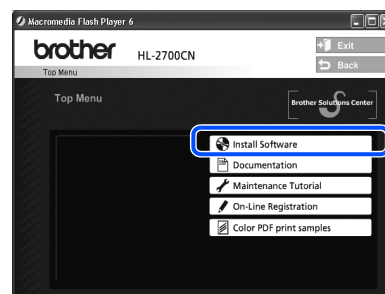 Macromedia Flash Player 6
brother
HL-2700CN
Exit
Back
Top Menu
Top Menu
Brother Solutions Center
Install Software
Documentation
Maintenance Tutorial
On-Line Registration
Color PDF print samples